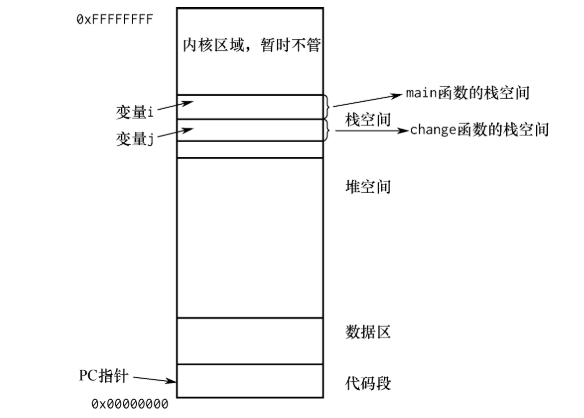 0xFFFFFFFF
内核区域，暂时不管
main函数的栈空间
变量i
栈空间
change函数的栈空间
变量j
堆空间
数据区
PC指针
代码段
0x00000000